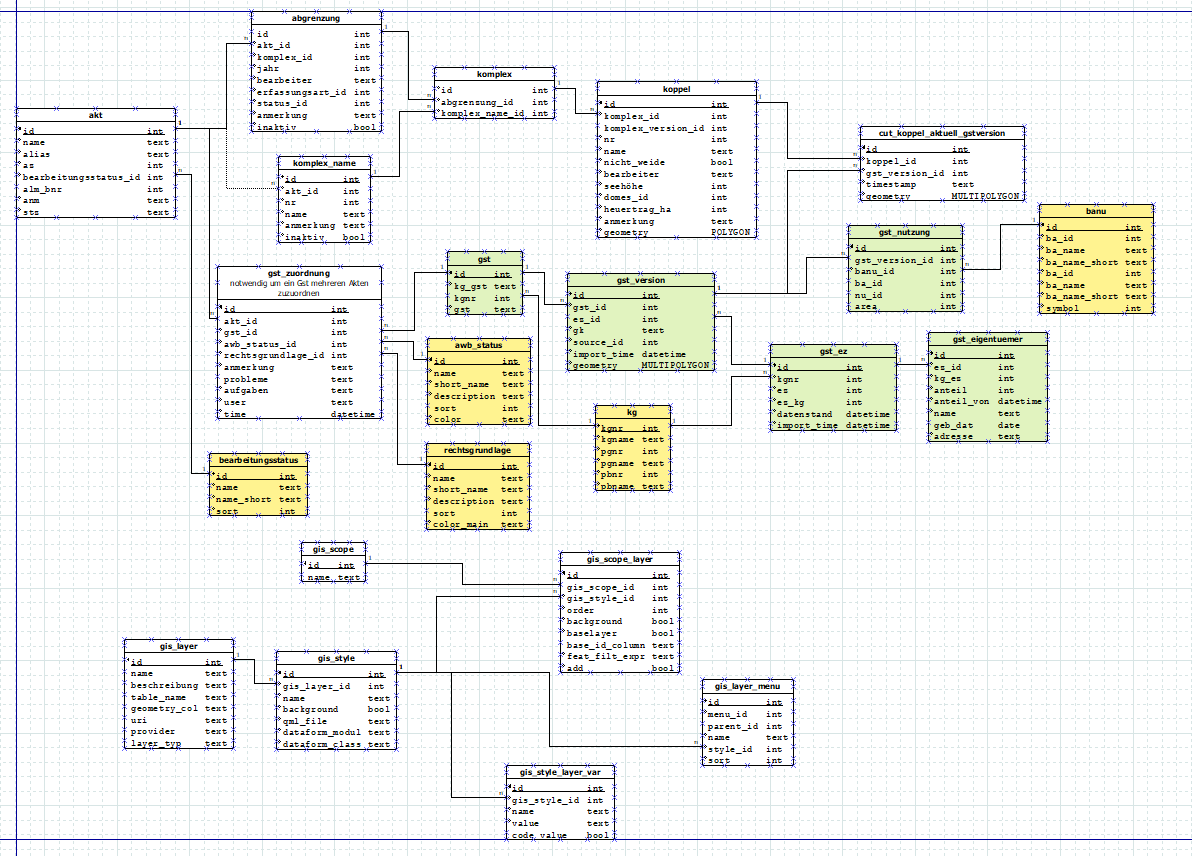 abgrenzung
id int
akt_id int
komplex_id int
jahr int
bearbeiter text
erfassungsart_id int
status_id int
anmerkung text
inaktiv bool
komplex
id int
abgrenzung_id int
komplex_name_id int
koppel
id int
komplex_id int
komplex_version_id int
nr int
name text
nicht_weide bool
bearbeiter text
seehöhe int
domes_id int
heuertrag_ha int
anmerkung text
geometry POLYGON
akt
id int
name text
alias text
az int
bearbeitungsstatus_id int
alm_bnr int
anm text
stz text
cut_koppel_aktuell_gstversion
id int
koppel_id int
gst_version_id int
timestamp text
geometry MULTIPOLYGON
komplex_name
id int
akt_id int
nr int
name text
anmerkung text
inaktiv bool
banu
id int
ba_id int
ba_name text
ba_name_short text
ba_id int
ba_name text
ba_name_short text
symbol int
gst_nutzung
id int
gst_version_id int
banu_id int
ba_id int
nu_id int
area int
gst
id int
kg_gst text
kgnr int
gst text
gst_zuordnung
notwendig um ein Gst mehreren Akten
zuzuordnen
id int
akt_id int
gst_id int
awb_status_id int
rechtsgrundlage_id int
anmerkung text
probleme text
aufgaben text
user text
time datetime
gst_version
id int
gst_id int
ez_id int
gk text
source_id int
import_time datetime
geometry MULTIPOLYGON
awb_status
id int
name text
short_name text
description text
sort int
color text
gst_ez
id int
kgnr int
ez int
ez_kg int
datenstand datetime
import_time datetime
gst_eigentuemer
id int
ez_id int
kg_ez int
anteil int
anteil_von datetime
name text
geb_dat date
adresse text
kg
kgnr int
kgname text
pgnr int
pgname text
pbnr int
pbname text
rechtsgrundlage
id int
name text
short_name text
description text
sort int
color_main text
bearbeitungsstatus
id int
name text
name_short text
sort int
gis_scope
id int
name text
gis_scope_layer
id int
gis_scope_id int
gis_style_id int
order int
background bool
baselayer bool
base_id_column text
feat_filt_expr text
add bool
gis_layer
id int
name text
beschreibung text
table_name text
geometry_col text
uri text
provider text
layer_typ text
gis_style
id int
gis_layer_id int
name text
background bool
qml_file text
dataform_modul text
dataform_class text
gis_layer_menu
id int
menu_id int
parent_id int
name text
style_id int
sort int
gis_style_layer_var
id int
gis_style_id int
name text
value text
code_value bool